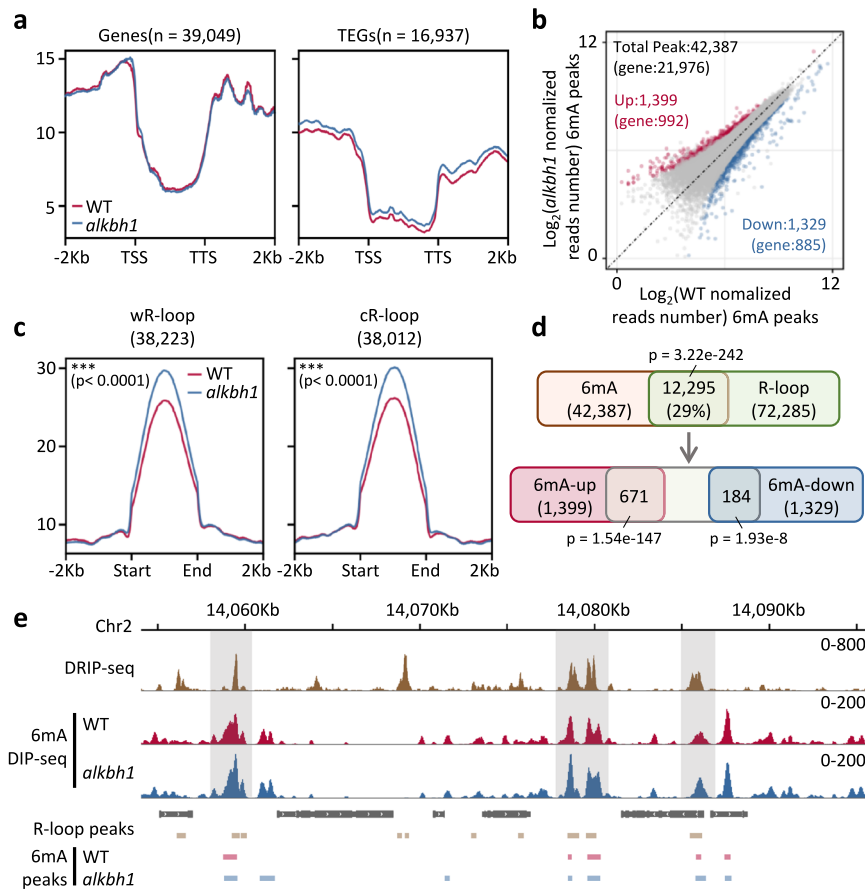 a
Genes(n = 39,049)
TEGs(n = 16,937)
15
10
5
WT
alkbh1
-2Kb
TSS
TTS
2Kb
-2Kb
TSS
TTS
2Kb
b
12
0
Log2(alkbh1 nomalized
reads number) 6mA peaks
Total Peak:42,387
(gene:21,976)
Up:1,399
(gene:992)
Down:1,329
(gene:885)
0
12
Log2(WT nomalized
reads number) 6mA peaks
c
wR-loop
(38,223)
cR-loop
(38,012)
30
20
10
***
(p< 0.0001)
WT
alkbh1
***
(p< 0.0001)
WT
alkbh1
-2Kb
Start
End
2Kb
-2Kb
Start
End
2Kb
d
p = 3.22e-242
6mA
(42,387)
12,295
(29%)
R-loop
(72,285)
6mA-up
(1,399)
671
184
6mA-down
(1,329)
p = 1.54e-147
p = 1.93e-8
e
14,060Kb
14,070Kb
14,080Kb
14,090Kb
Chr2
0-800
DRIP-seq
0-200
6mA
DIP-seq
WT
0-200
alkbh1
R-loop peaks
6mA
peaks
WT
alkbh1